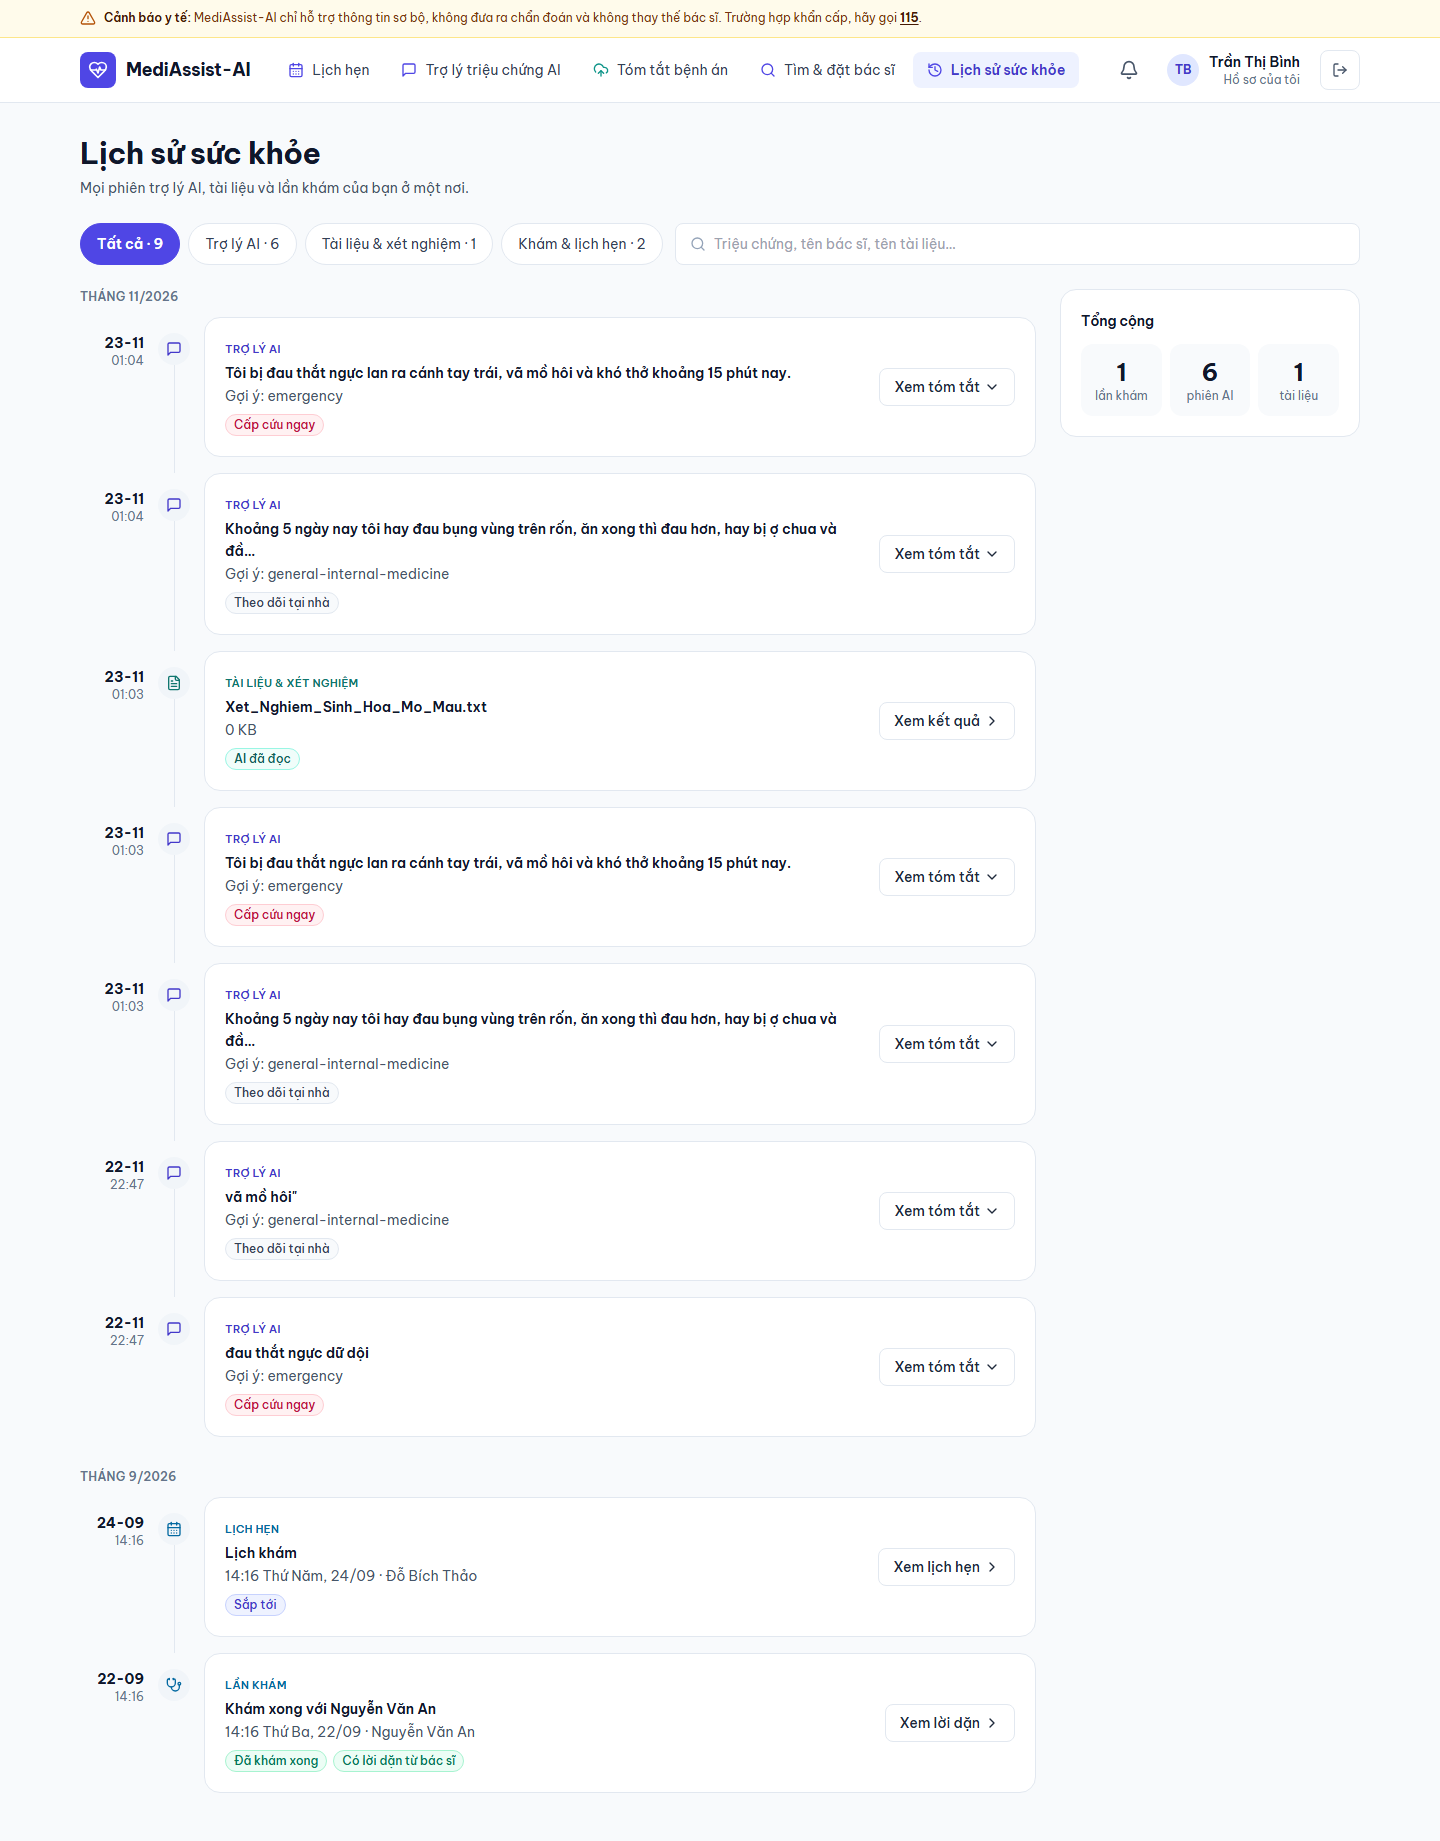 Cảnh báo y tế: MediAssist-AI chỉ hỗ trợ thông tin sơ bộ, không đưa ra chẩn đoán và không thay thế bác sĩ. Trường hợp khẩn cấp, hãy gọi 115.
MediAssist-AI
Lịch hẹn
Trợ lý triệu chứng AI
Tóm tắt bệnh án
Tìm & đặt bác sĩ
Lịch sử sức khỏe
TB
Trần Thị Bình
Hồ sơ của tôi
Lịch sử sức khỏe
Mọi phiên trợ lý AI, tài liệu và lần khám của bạn ở một nơi.
Tất cả · 9
Trợ lý AI · 6
Tài liệu & xét nghiệm · 1
Khám & lịch hẹn · 2
Triệu chứng, tên bác sĩ, tên tài liệu...
THÁNG 11/2026
23-11
01:04
TRỢ LÝ AI
Tôi bị đau thắt ngực lan ra cánh tay trái, vã mồ hôi và khó thở khoảng 15 phút nay.
Gợi ý: emergency
Cấp cứu ngay
Xem tóm tắt
23-11
01:04
TRỢ LÝ AI
Khoảng 5 ngày nay tôi hay đau bụng vùng trên rốn, ăn xong thì đau hơn, hay bị ợ chua và
đầ...
Gợi ý: general-internal-medicine
Theo dõi tại nhà
Xem tóm tắt
23-11
01:03
TÀI LIỆU & XÉT NGHIỆM
Xet_Nghiem_Sinh_Hoa_Mo_Mau.txt
0 KB
AI đã đọc
Xem kết quả
23-11
01:03
TRỢ LÝ AI
Tôi bị đau thắt ngực lan ra cánh tay trái, vã mồ hôi và khó thở khoảng 15 phút nay.
Gợi ý: emergency
Cấp cứu ngay
Xem tóm tắt
23-11
01:03
TRỢ LÝ AI
Khoảng 5 ngày nay tôi hay đau bụng vùng trên rốn, ăn xong thì đau hơn, hay bị ợ chua và
đầ...
Gợi ý: general-internal-medicine
Theo dõi tại nhà
Xem tóm tắt
22-11
22:47
TRỢ LÝ AI
vã mồ hôi"
Gợi ý: general-internal-medicine
Theo dõi tại nhà
Xem tóm tắt
22-11
22:47
TRỢ LÝ AI
đau thắt ngực dữ dội
Gợi ý: emergency
Cấp cứu ngay
Xem tóm tắt
THÁNG 9/2026
24-09
14:16
LỊCH HẸN
Lịch khám
14:16 Thứ Năm, 24/09 · Đỗ Bích Thảo
Sắp tới
Xem lịch hẹn
22-09
14:16
LẦN KHÁM
Khám xong với Nguyễn Văn An
14:16 Thứ Ba, 22/09 · Nguyễn Văn An
Đã khám xong
Có lời dặn từ bác sĩ
Xem lời dặn
Tổng cộng
1
lần khám
6
phiên AI
1
tài liệu